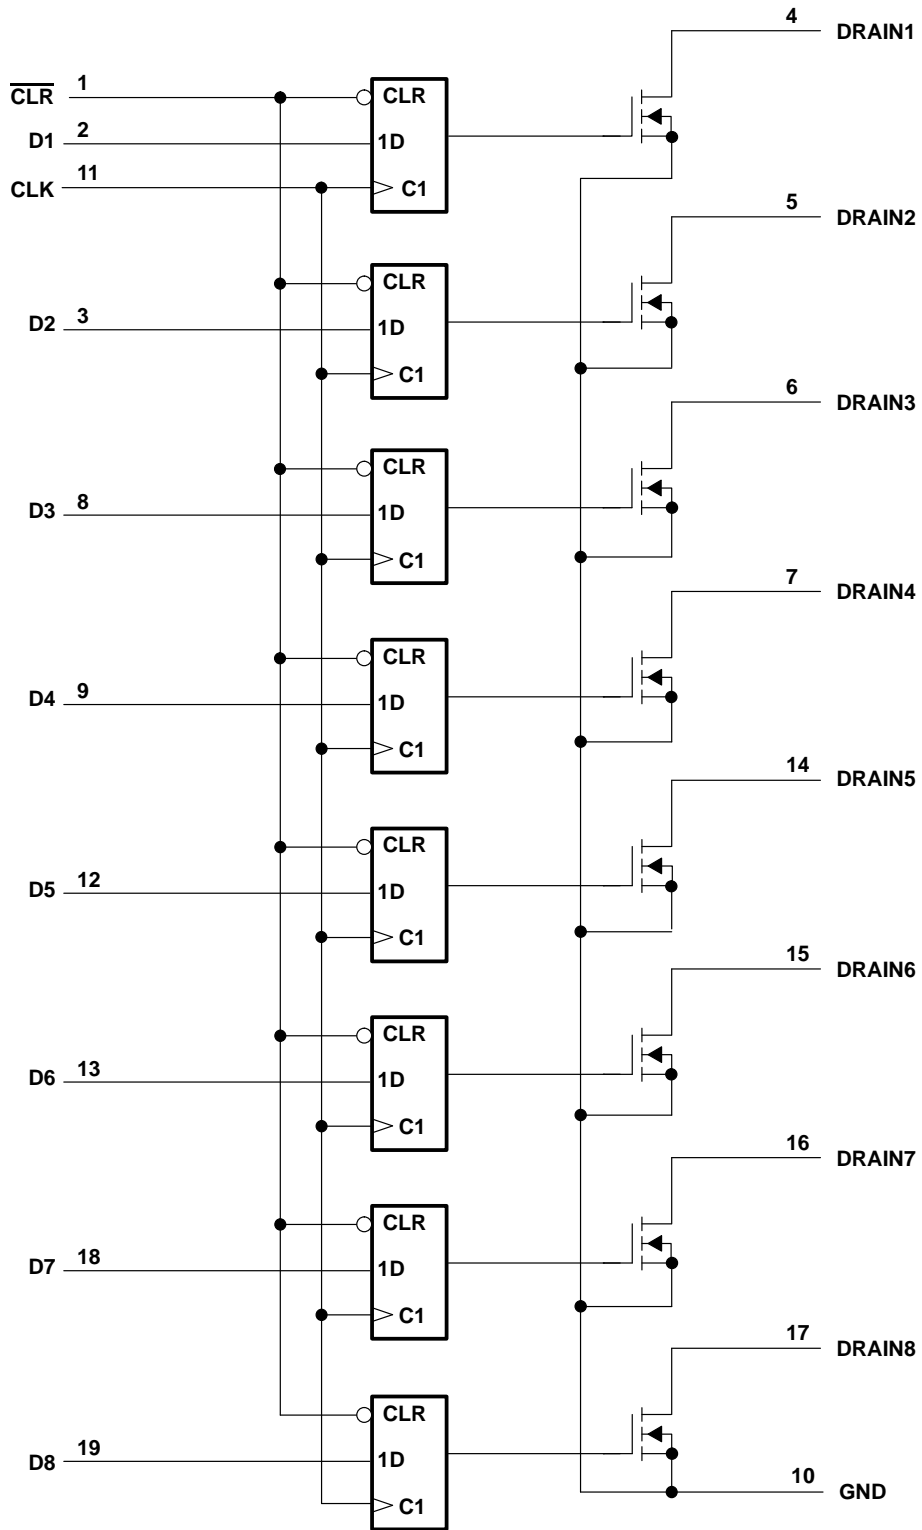 4 DRAIN1
CLR 1 CLR
D1 2 1D
CLK 11 C1
5 DRAIN2
CLR
D2 3 1D
C1
6 DRAIN3
CLR
D3 8 1D
C1
7 DRAIN4
CLR
D4 9 1D
C1
14 DRAIN5
CLR
D5 12 1D
C1
15 DRAIN6
CLR
D6 13 1D
C1
16 DRAIN7
CLR
D7 18 1D
C1
17 DRAIN8
CLR
D8 19 1D
10 GND
C1